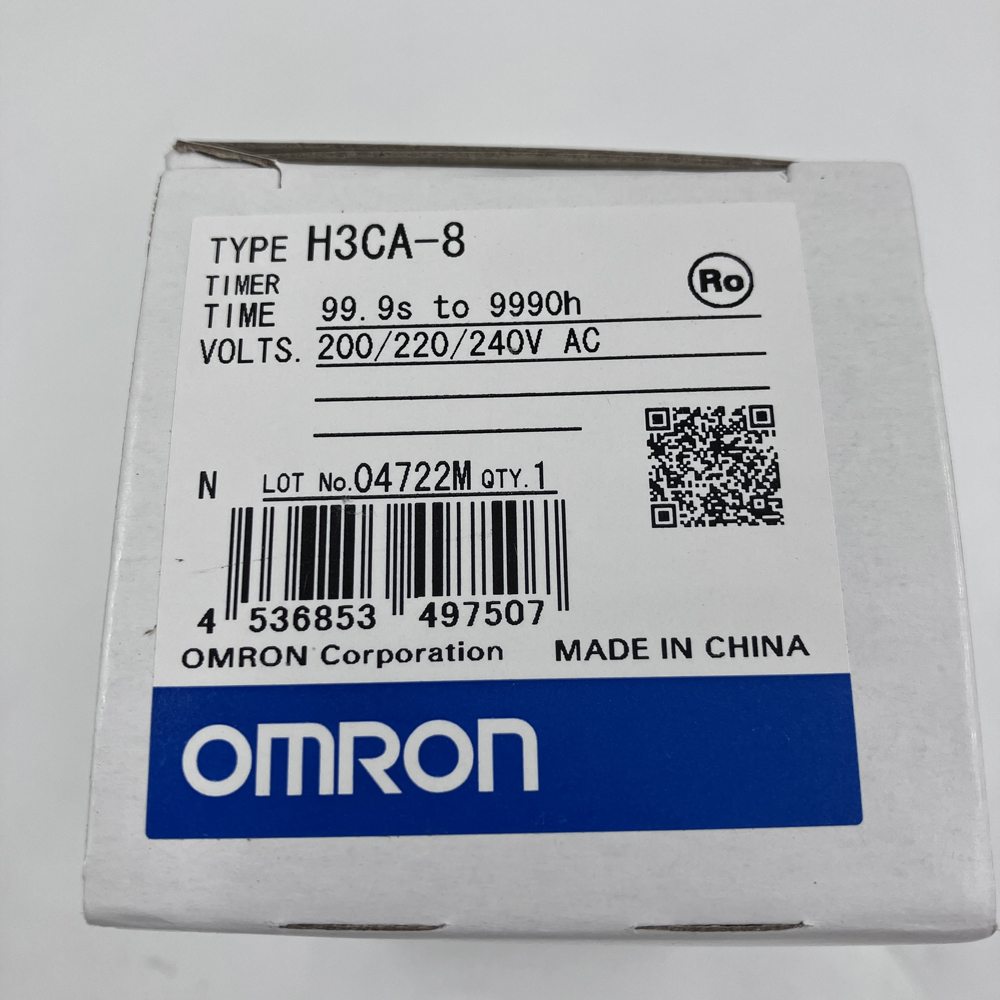 TYPE H3CA-8
TIMER
TIME 99.9s to 9990h
Ro
VOLTS. 200/220/240V AC
N LOT No.04722M QTY.1
4 536853 497507
OMRON Corporation MADE IN CHINA
OMRON